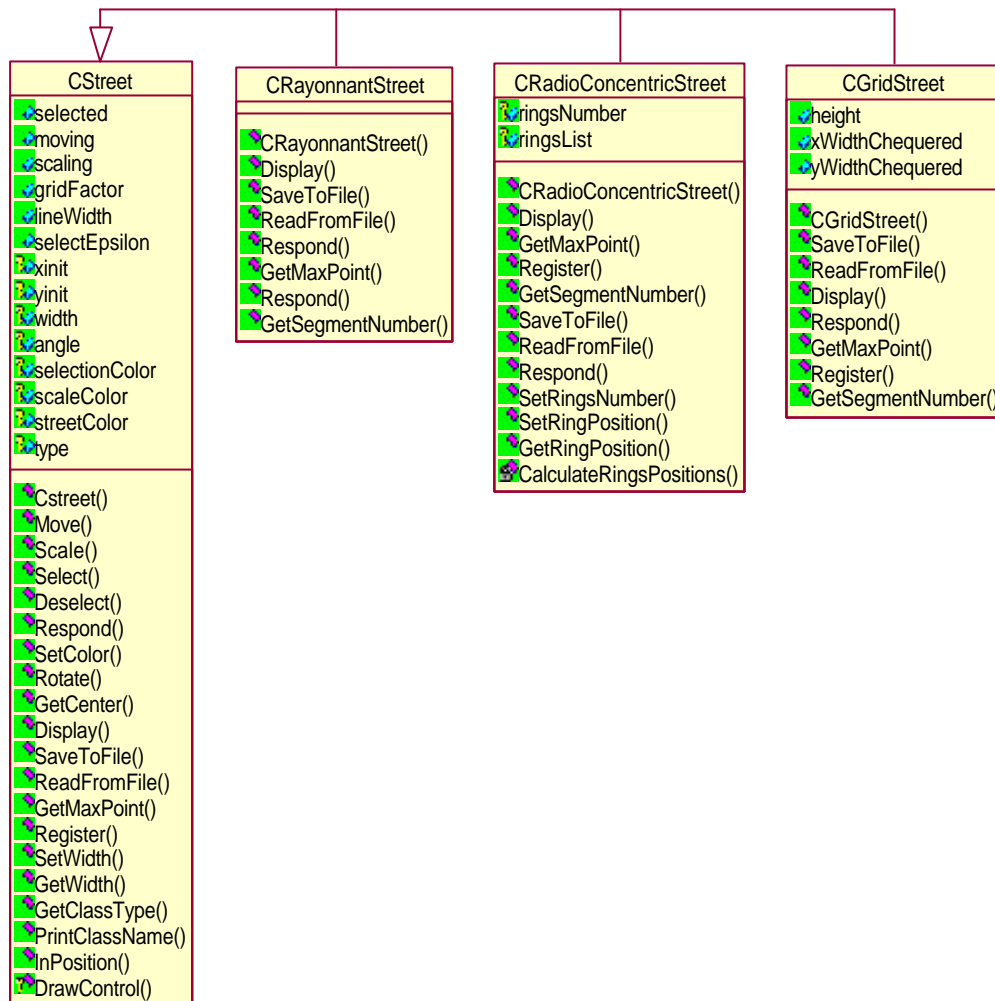 CStreet
selected
moving
scaling
gridFactor
lineWidth
selectEpsilon
xinit
yinit
width
angle
selectionColor
scaleColor
streetColor
type
Cstreet()
Move()
Scale()
Select()
Deselect()
Respond()
SetColor()
Rotate()
GetCenter()
Display()
SaveToFile()
ReadFromFile()
GetMaxPoint()
Register()
SetWidth()
GetWidth()
GetClassType()
PrintClassName()
InPosition()
DrawControl()
CRayonnantStreet
CRayonnantStreet()
Display()
SaveToFile()
ReadFromFile()
Respond()
GetMaxPoint()
Respond()
GetSegmentNumber()
CRadioConcentricStreet
ringsNumber
ringsList
CRadioConcentricStreet()
Display()
GetMaxPoint()
Register()
GetSegmentNumber()
SaveToFile()
ReadFromFile()
Respond()
SetRingsNumber()
SetRingPosition()
GetRingPosition()
CalculateRingsPositions()
CGridStreet
height
xWidthChequered
yWidthChequered
CGridStreet()
SaveToFile()
ReadFromFile()
Display()
Respond()
GetMaxPoint()
Register()
GetSegmentNumber()